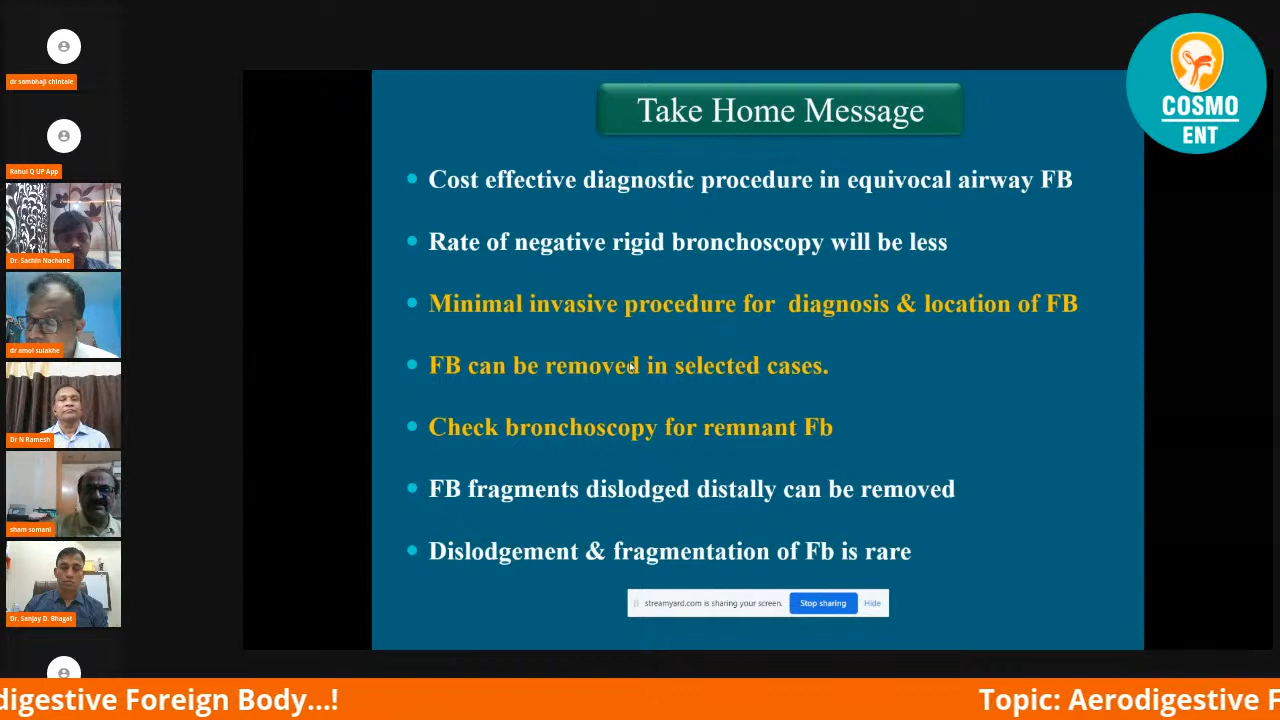 dr sambhaji chintale
Rahul Q UP App
Dr. Sachin Nachane
dr amol sulakhe
Dr N Ramesh
sham somani
Dr. Sanjay D. Bhagat
Take Home Message
Cost effective diagnostic procedure in equivocal airway FB
Rate of negative rigid bronchoscopy will be less
Minimal invasive procedure for diagnosis & location of FB
FB can be removed in selected cases.
Check bronchoscopy for remnant Fb
FB fragments dislodged distally can be removed
Dislodgement & fragmentation of Fb is rare
streamyard.com is sharing your screen. Stop sharing Hide
COSMO
ENT
digestive Foreign Body...! Topic: Aerodigestive F